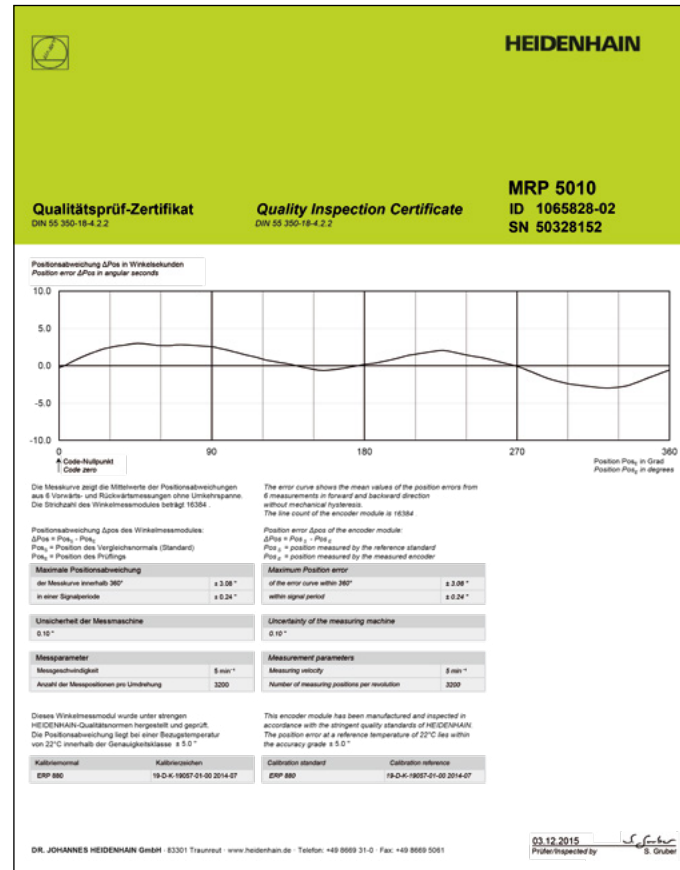 HEIDENHAIN
MRP 5010
ID 1065828-02
SN 50328152
Qualitätsprüf-Zertifikat
DIN 55 350-18-4.2.2
Quality Inspection Certificate
DIN 55 350-18-4.2.2
Positionsabweichung ΔPos in Winkelsekunden
Position error ΔPos in angular seconds
10.0
5.0
0.0
-5.0
-10.0
0
90
180
270
360
Code-Nullpunkt
Code zero
Position Pos_E in Grad
Position Pos_E in degrees
Die Messkurve zeigt die Mittelwerte der Positionsabweichungen
aus 6 Vorwärts- und Rückwärtsmessungen ohne Umkehrspanne.
Die Strichzahl des Winkelmessmodules beträgt 16384 .
The error curve shows the mean values of the position errors from
6 measurements in forward and backward direction
without mechanical hysteresis.
The line count of the encoder module is 16384 .
Positionsabweichung Δpos des Winkelmessmodules:
ΔPos = Pos_S - Pos_E
Pos_S = Position des Vergleichsnormals (Standard)
Pos_E = Position des Prüflings
Position error Δpos of the encoder module:
ΔPos = Pos_S - Pos_E
Pos_S = position measured by the reference standard
Pos_E = position measured by the measured encoder
Maximale Positionsabweichung
der Messkurve innerhalb 360° ± 3.08 "
in einer Signalperiode ± 0.24 "
Maximum Position error
of the error curve within 360° ± 3.08 "
within signal period ± 0.24 "
Unsicherheit der Messmaschine
0.10 "
Uncertainty of the measuring machine
0.10 "
Messparameter
Messgeschwindigkeit 5 min⁻¹
Anzahl der Messpositionen pro Umdrehung 3200
Measurement parameters
Measuring velocity 5 min⁻¹
Number of measuring positions per revolution 3200
Dieses Winkelmessmodul wurde unter strengen
HEIDENHAIN-Qualitätsnormen hergestellt und geprüft.
Die Positionsabweichung liegt bei einer Bezugstemperatur
von 22°C innerhalb der Genauigkeitsklasse ± 5.0 "
This encoder module has been manufactured and inspected in
accordance with the stringent quality standards of HEIDENHAIN.
The position error at a reference temperature of 22°C lies within
the accuracy grade ± 5.0 "
Kalibriernormal Kalibrierzeichen
ERP 880 19-D-K-19057-01-00 2014-07
Calibration standard Calibration reference
ERP 880 19-D-K-19057-01-00 2014-07
DR. JOHANNES HEIDENHAIN GmbH · 83301 Traunreut · www.heidenhain.de · Telefon: +49 8669 31-0 · Fax: +49 8669 5061
03.12.2015 S. Gruber
Prüfer/Inspected by S. Gruber